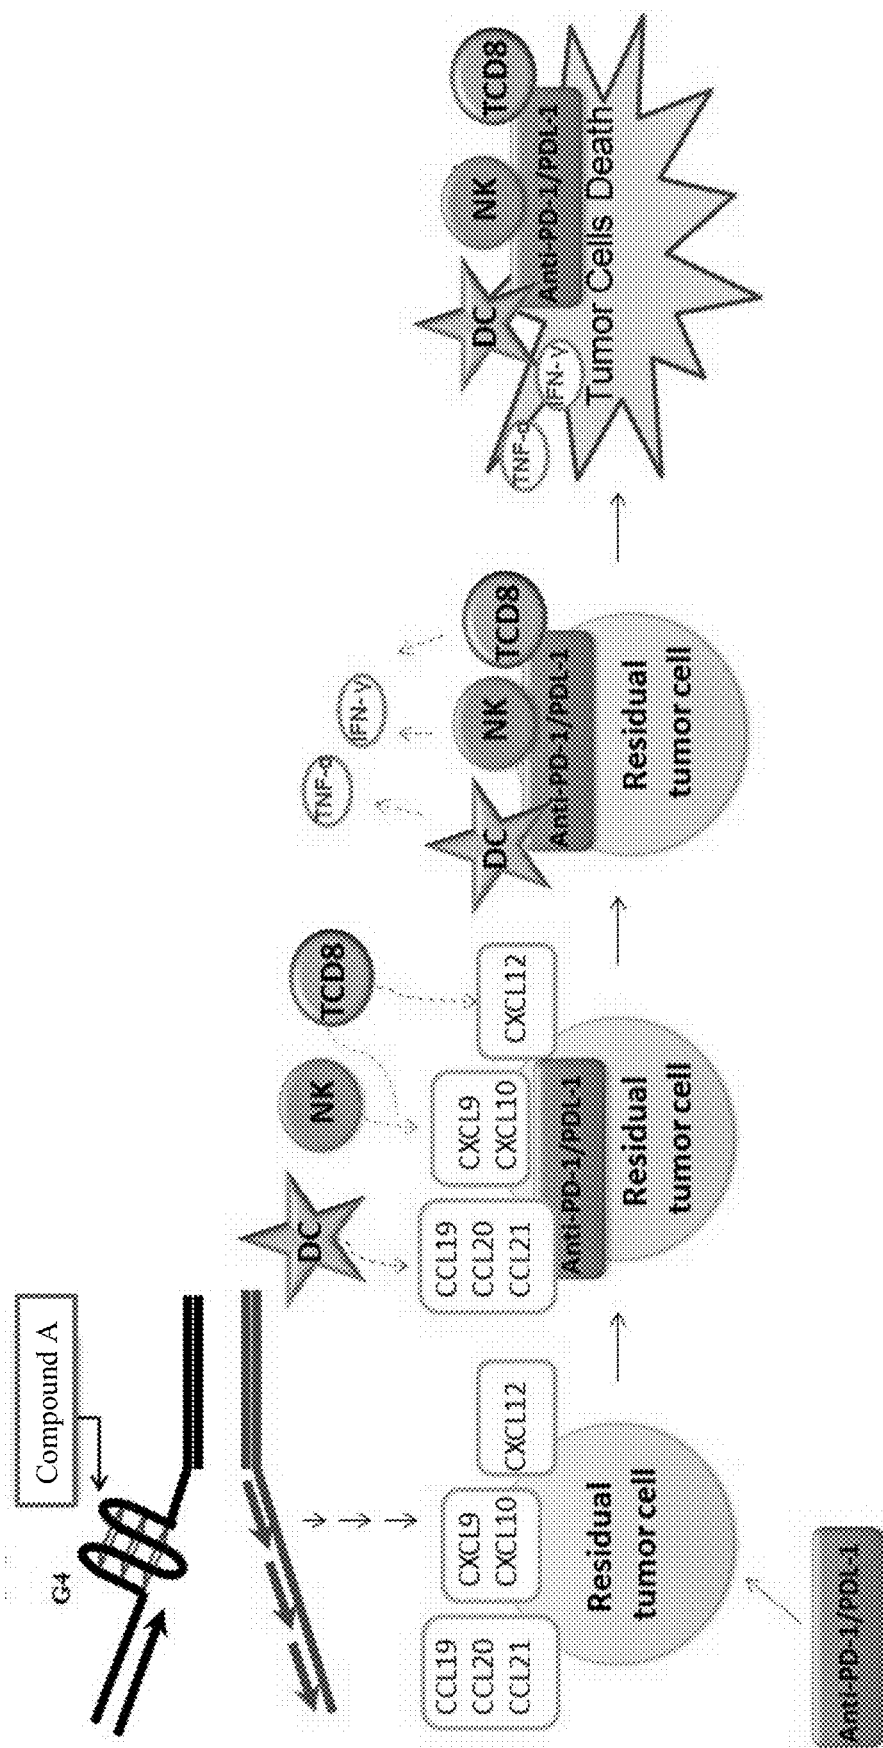 Compound A
G4
CCL19
CCL20
CCL21
CXCL9
CXCL10
CXCL12
Residual
tumor cell
Anti-PD-1/PDL-1
DC
NK
TCD8
CCL19
CCL20
CCL21
CXCL9
CXCL10
CXCL12
Anti-PD-1/PDL-1
Residual
tumor cell
TNF-α
IFN-γ
DC
NK
TCD8
Anti-PD-1/PDL-1
Residual
tumor cell
DC
NK
TCD8
TNF-α
IFN-γ
Anti-PD-1/PDL-1
Tumor Cells Death